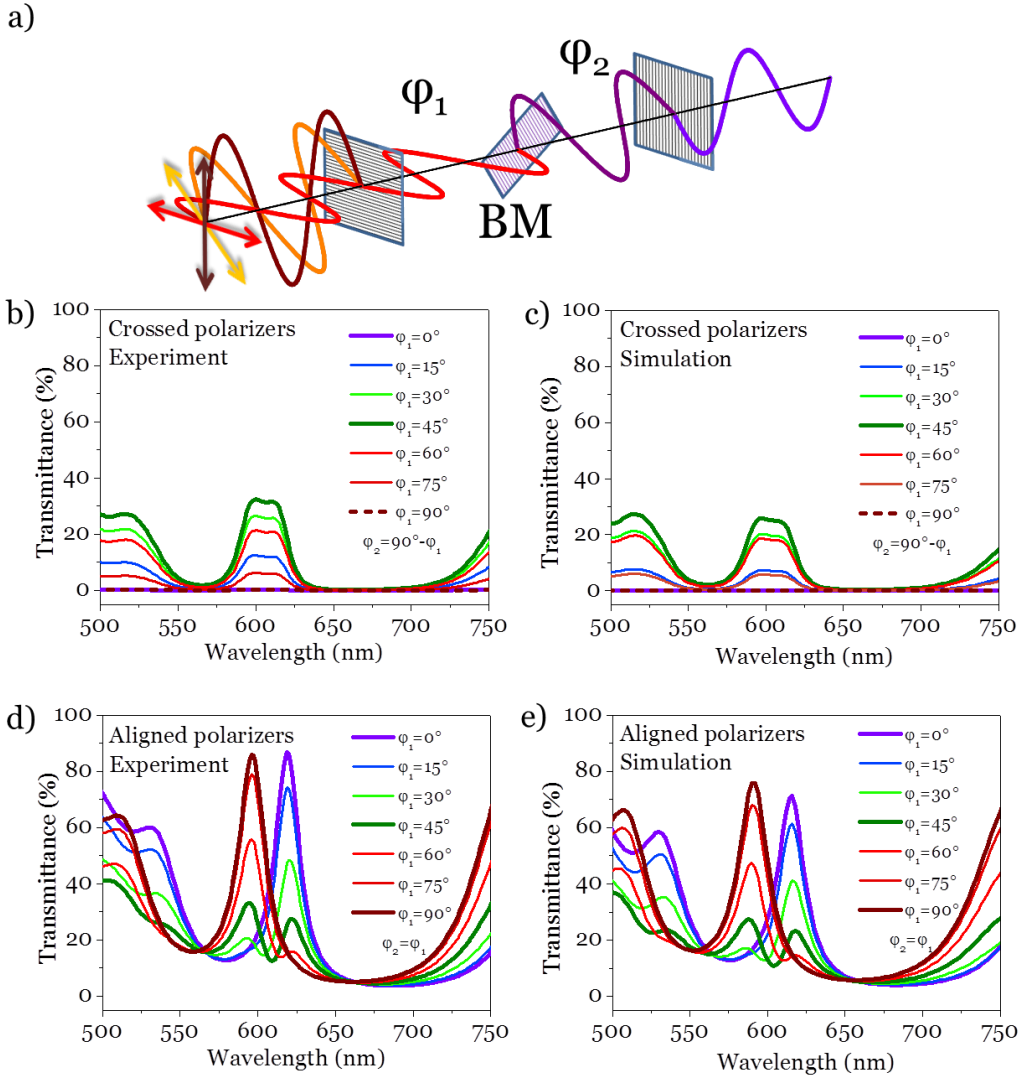 a)
φ1
φ2
BM
b)
Crossed polarizers
Experiment
φ1=0°
φ1=15°
φ1=30°
φ1=45°
φ1=60°
φ1=75°
φ1=90°
φ2=90°-φ1
Transmittance (%)
100
80
60
40
20
0
500 550 600 650 700 750
Wavelength (nm)
c)
Crossed polarizers
Simulation
φ1=0°
φ1=15°
φ1=30°
φ1=45°
φ1=60°
φ1=75°
φ1=90°
φ2=90°-φ1
Transmittance (%)
100
80
60
40
20
0
500 550 600 650 700 750
Wavelength (nm)
d)
Aligned polarizers
Experiment
φ1=0°
φ1=15°
φ1=30°
φ1=45°
φ1=60°
φ1=75°
φ1=90°
φ2=φ1
Transmittance (%)
100
80
60
40
20
0
500 550 600 650 700 750
Wavelength (nm)
e)
Aligned polarizers
Simulation
φ1=0°
φ1=15°
φ1=30°
φ1=45°
φ1=60°
φ1=75°
φ1=90°
φ2=φ1
Transmittance (%)
100
80
60
40
20
0
500 550 600 650 700 750
Wavelength (nm)